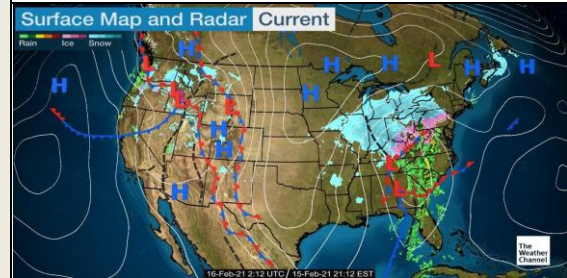 Surface Map and Radar Current
Rain Ice Snow
H
H
H
L
H
H
L
H
L
H
L
L
L
H
H
H
L
L
The
Weather
Channel
16-Feb-21 2:12 UTC / 15-Feb-21 21:12 EST